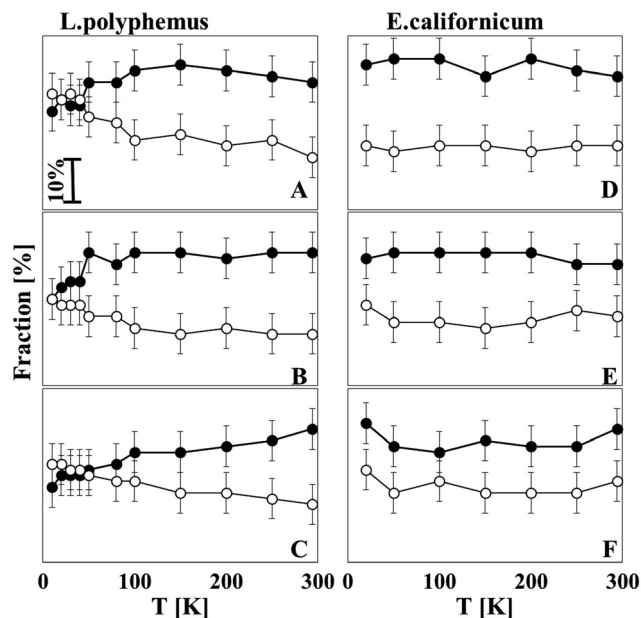 L.polyphemus
E.californicum
10%
A
D
Fraction [%]
B
E
C
F
0 100 200 300
0 100 200 300
T [K]
T [K]